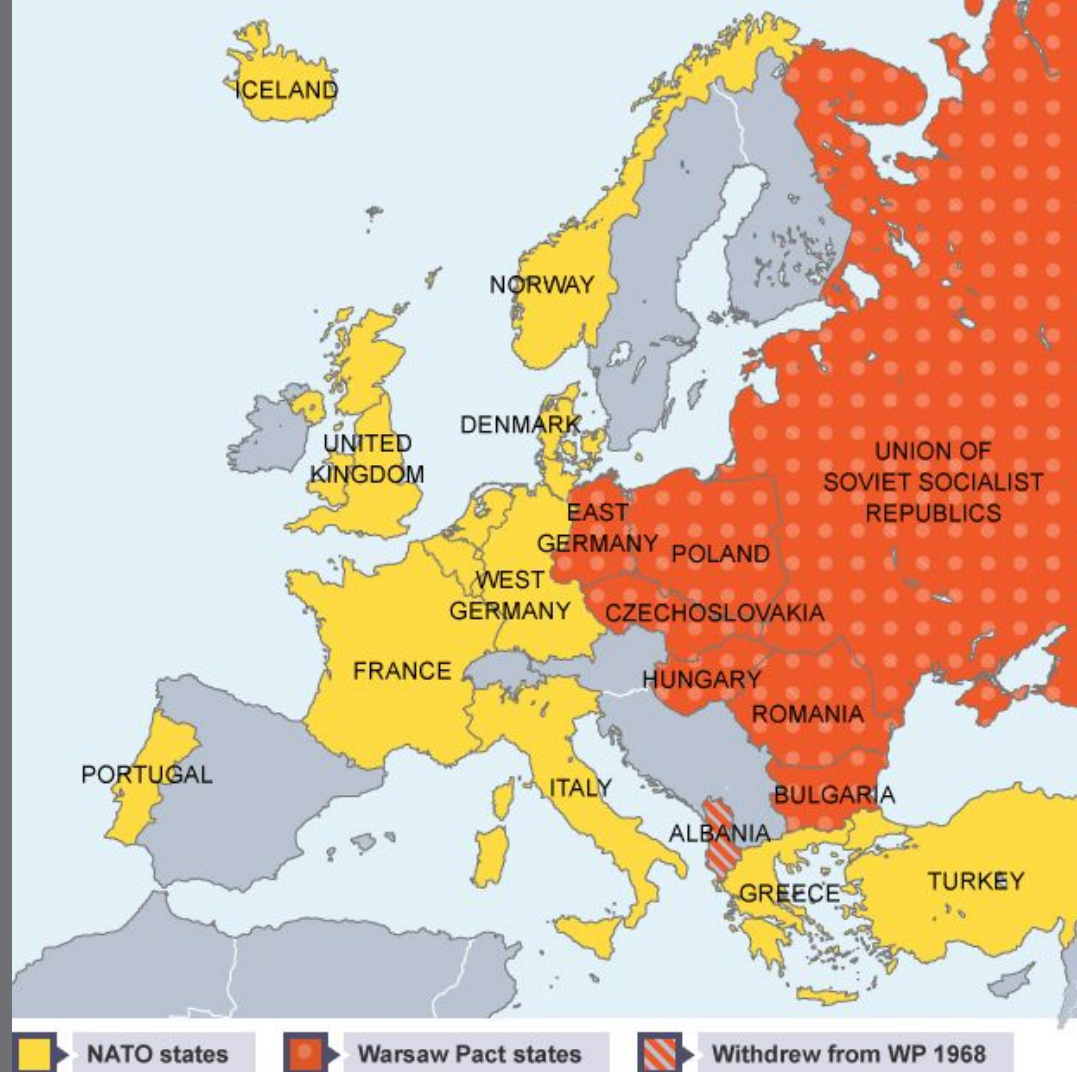 ICELAND
NORWAY
DENMARK
UNITED
KINGDOM
UNION OF
SOVIET SOCIALIST
REPUBLICS
EAST
GERMANY
POLAND
WEST
GERMANY
CZECHOSLOVAKIA
FRANCE
HUNGARY
ROMANIA
PORTUGAL
ITALY
BULGARIA
ALBANIA
GREECE
TURKEY
NATO states
Warsaw Pact states
Withdrew from WP 1968